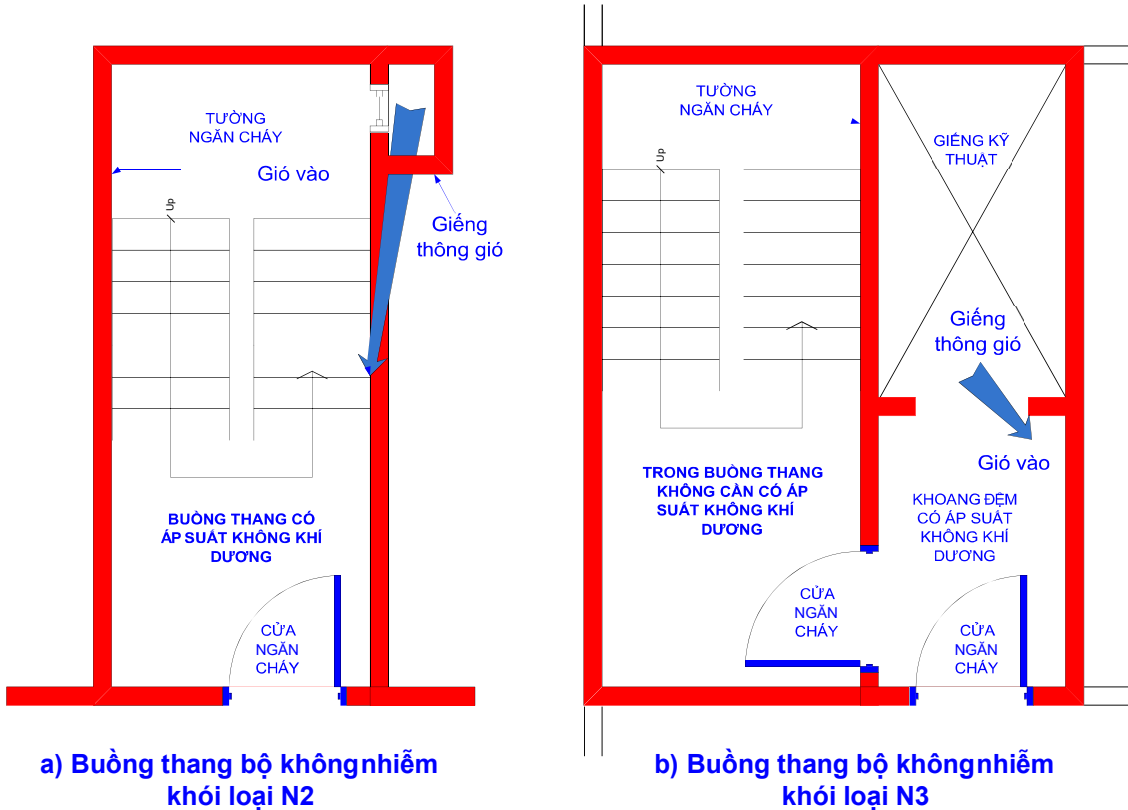 TƯỜNG
NGĂN CHÁY
Gió vào
Up
Giếng
thông gió
BUỒNG THANG CÓ
ÁP SUẤT KHÔNG KHÍ
DƯƠNG
CỬA
NGĂN
CHÁY
a) Buồng thang bộ khôngnhiễm
khói loại N2
TƯỜNG
NGĂN CHÁY
Up
GIẾNG KỸ
THUẬT
Giếng
thông gió
Gió vào
TRONG BUỒNG THANG
KHÔNG CẦN CÓ ÁP
SUẤT KHÔNG KHÍ
DƯƠNG
KHOANG ĐỆM
CÓ ÁP SUẤT
KHÔNG KHÍ
DƯƠNG
CỬA
NGĂN
CHÁY
CỬA
NGĂN
CHÁY
b) Buồng thang bộ khôngnhiễm
khói loại N3